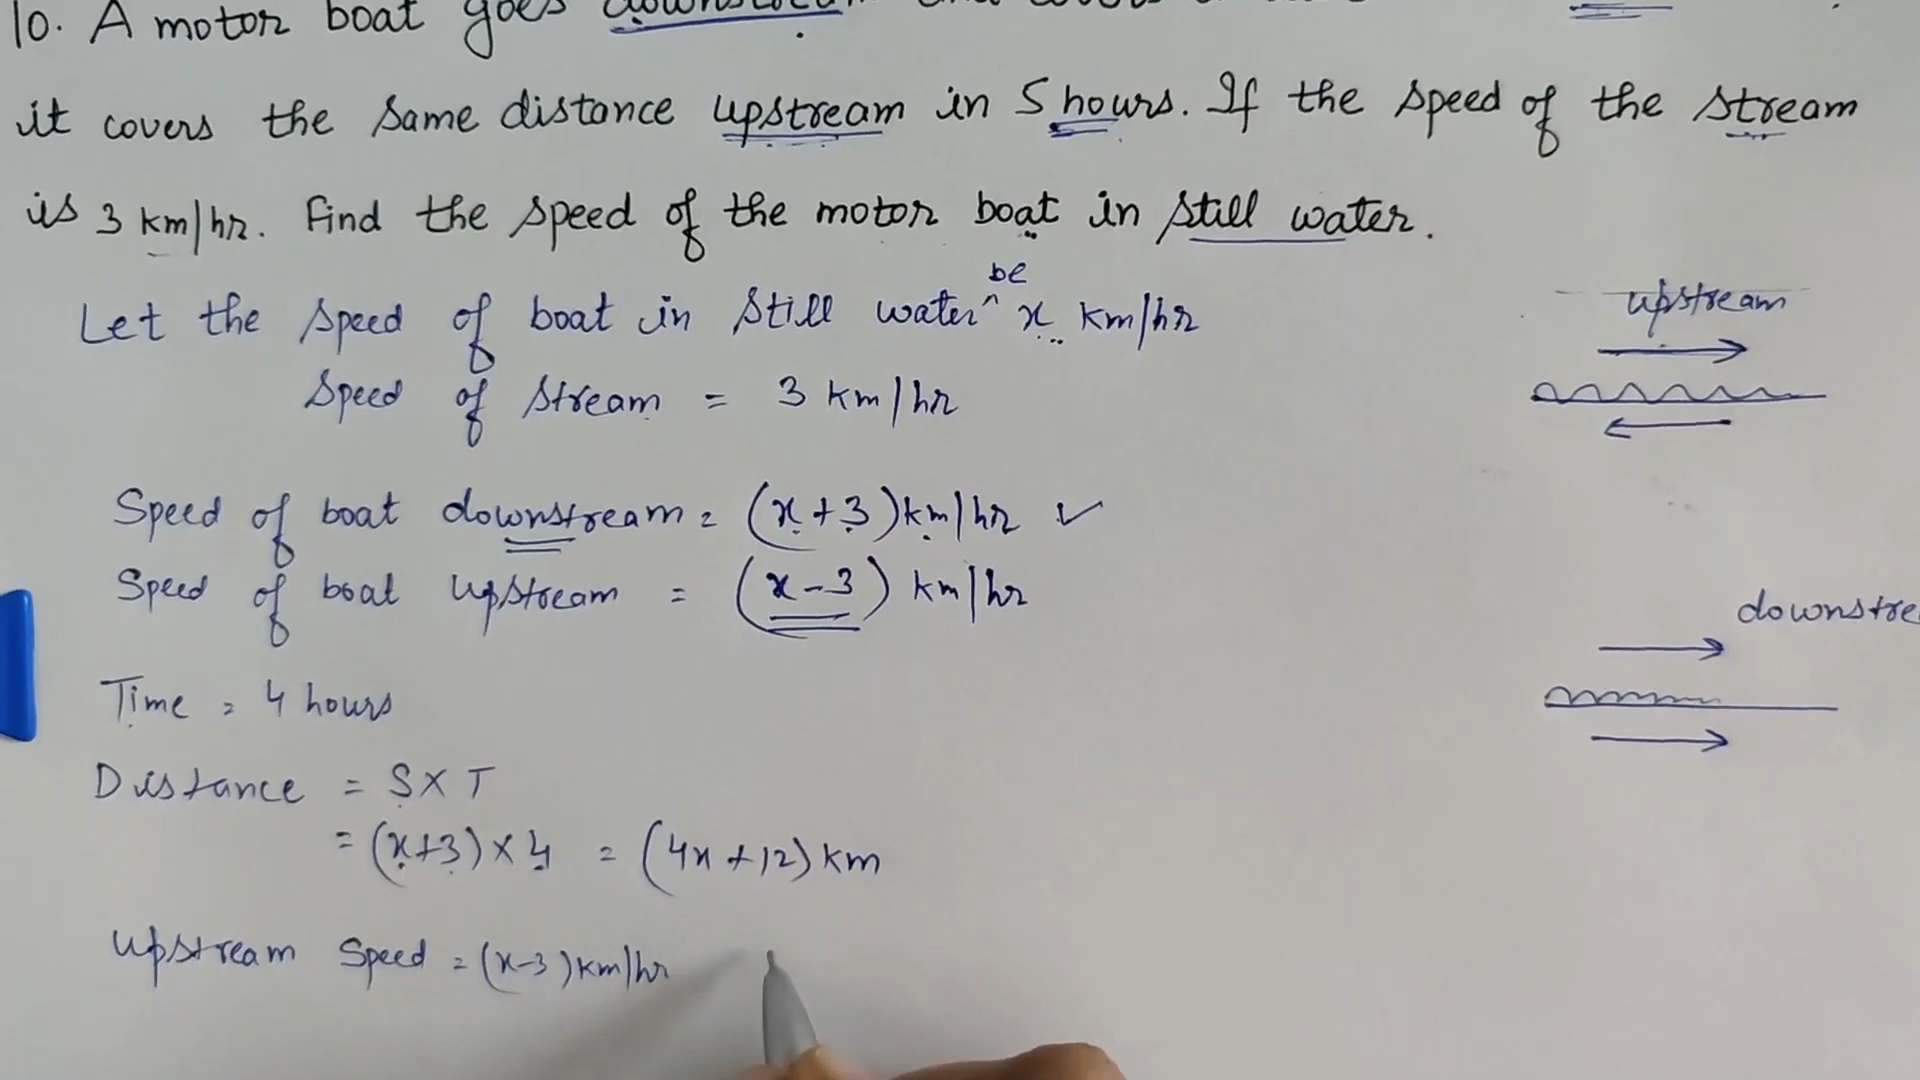 10. A motor boat goes downstream
it covers the same distance upstream in 5 hours. If the speed of the stream
is 3 km/hr. Find the speed of the motor boat in still water.
Let the speed of boat in still water ^ be x km/hr
Speed of stream = 3 km/hr
Speed of boat downstream = (x+3) km/hr ✓
Speed of boat upstream = (x-3) km/hr
Time = 4 hours
Distance = S×T
= (x+3)×4 = (4x+12) km
Upstream Speed = (x-3) km/hr
upstream
downstre